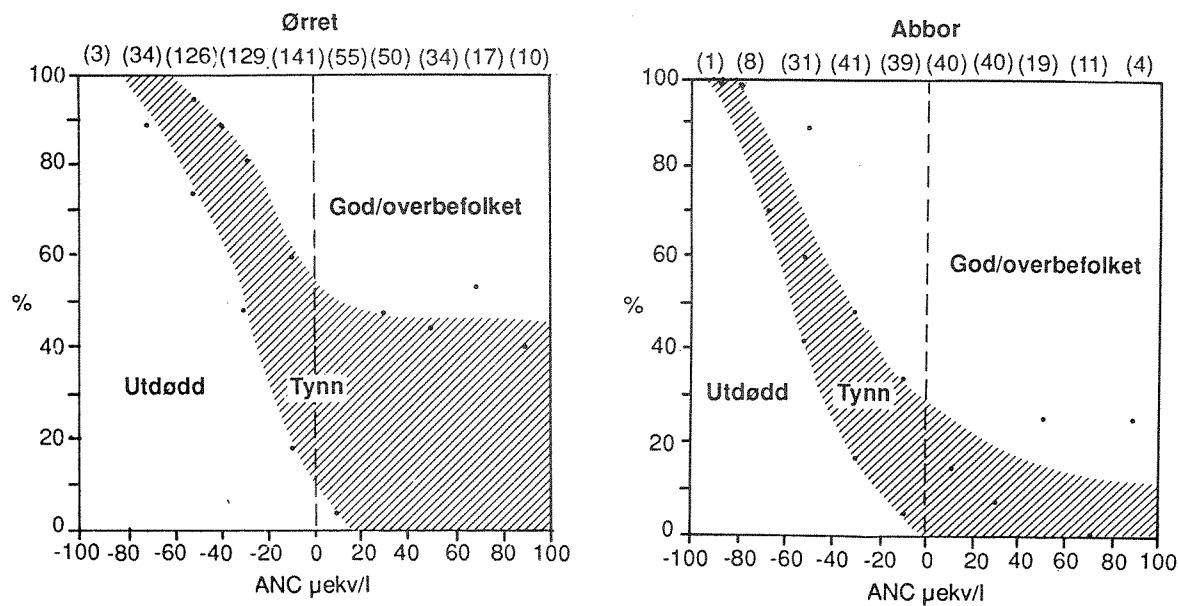 Ørret
(3) (34) (126) (129) (141) (55) (50) (34) (17) (10)
100
80
60
%
40
20
0
God/overbefolket
Utdødd
Tynn
-100 -80 -60 -40 -20 0 20 40 60 80 100
ANC µekv/l
Abbor
(1) (8) (31) (41) (39) (40) (40) (19) (11) (4)
100
80
60
%
40
20
0
God/overbefolket
Utdødd
Tynn
-100 -80 -60 -40 -20 0 20 40 60 80 100
ANC µekv/l